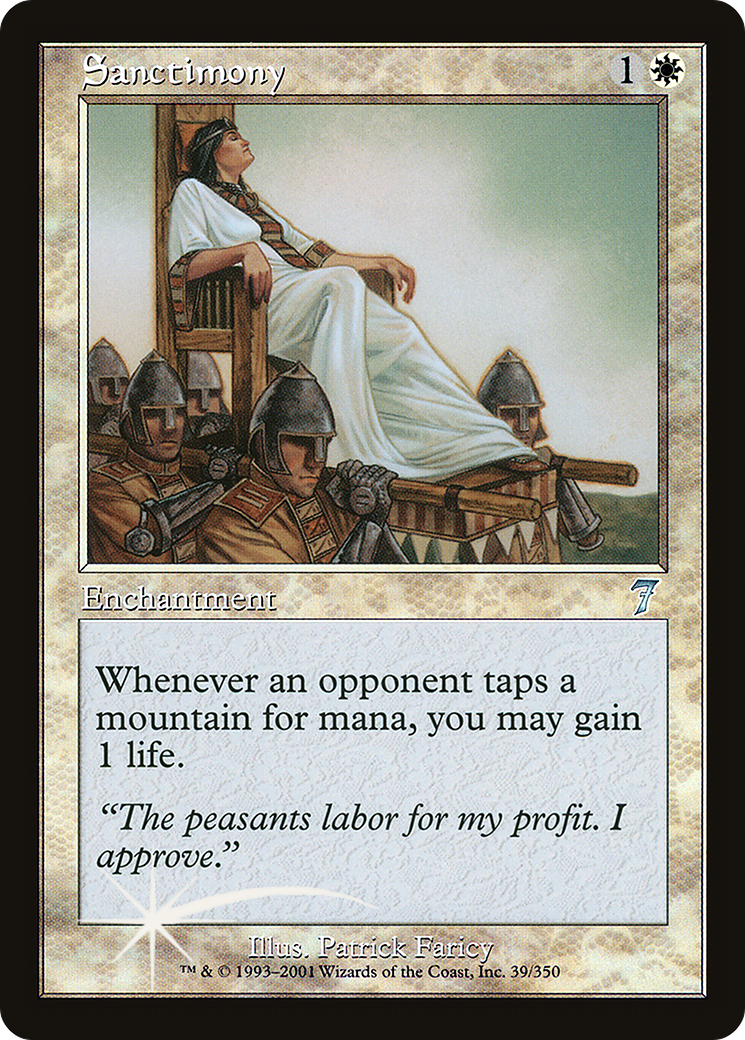 Sanctimony 1
Enchantment 7
Whenever an opponent taps a
mountain for mana, you may gain
1 life.
“The peasants labor for my profit. I
approve.”
Illus. Patrick Faricy
™ & © 1993–2001 Wizards of the Coast, Inc. 39/350